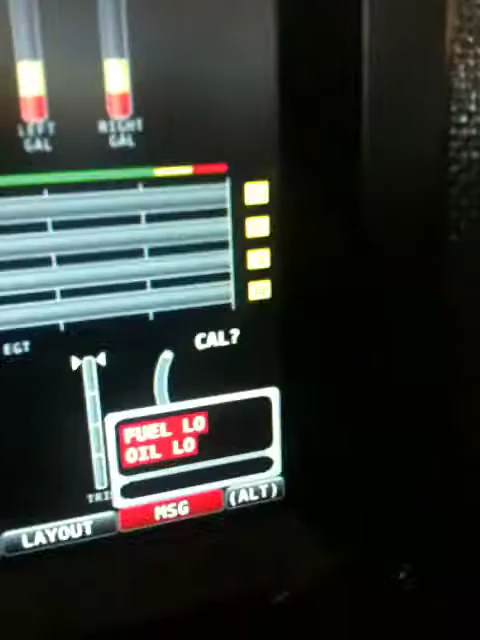 LEFT
GAL
RIGHT
GAL
EGT
CAL?
FUEL LO
OIL LO
LAYOUT
MSG
(ALT)